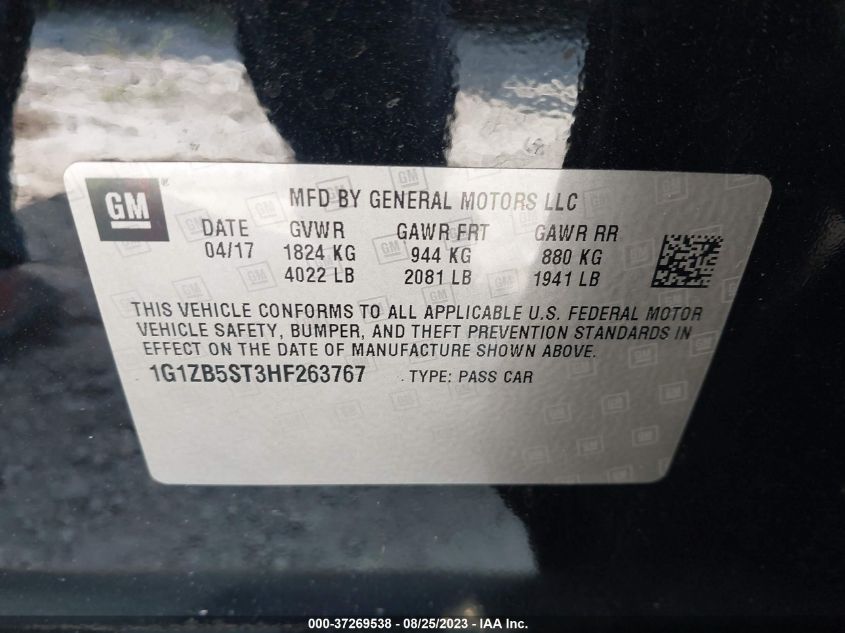 GM ® MFD BY GENERAL MOTORS LLC
DATE GVWR GAWR FRT GAWR RR
04/17 1824 KG 944 KG 880 KG
4022 LB 2081 LB 1941 LB
THIS VEHICLE CONFORMS TO ALL APPLICABLE U.S. FEDERAL MOTOR
VEHICLE SAFETY, BUMPER, AND THEFT PREVENTION STANDARDS IN
EFFECT ON THE DATE OF MANUFACTURE SHOWN ABOVE.
1G1ZB5ST3HF263767 . TYPE: PASS CAR
000-37269538 - 08/25/2023 - IAA Inc.